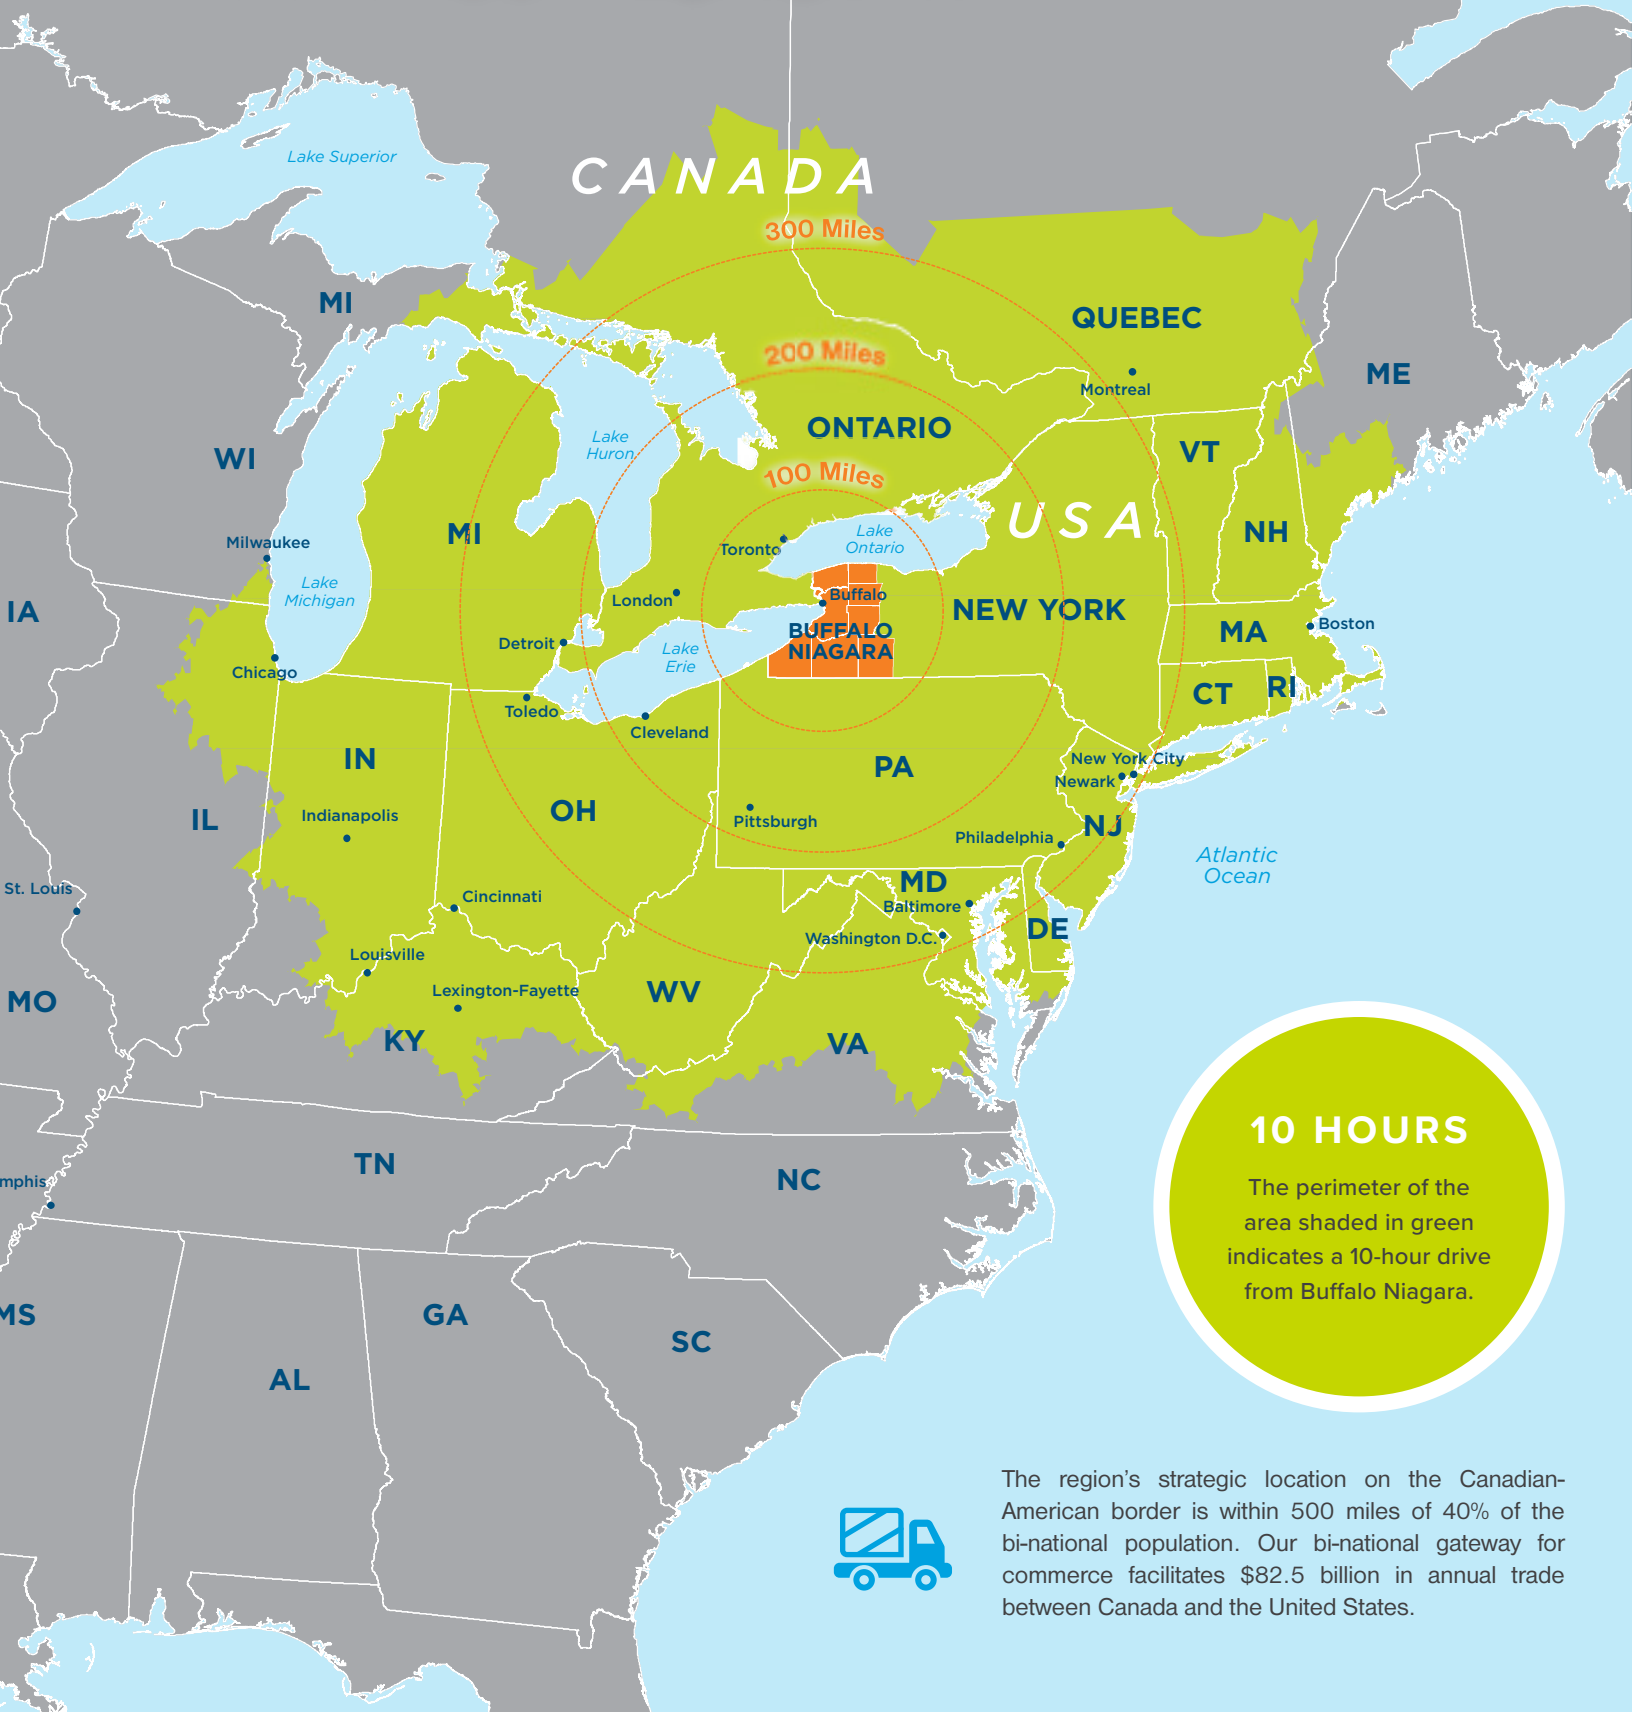 Lake Superior
CANADA
300 Miles
MI
QUEBEC
200 Miles
ME
Montreal
ONTARIO
Lake
Huron
VT
WI
100 Miles
USA
MI
NH
Lake
Ontario
Milwaukee
Toronto
Lake
Michigan
London
Buffalo
IA
NEW YORK
BUFFALO
NIAGARA
MA
Boston
Detroit
Lake
Erie
Chicago
CT
RI
Toledo
Cleveland
IN
PA
New York City
Newark
IL
Indianapolis
OH
Pittsburgh
NJ
Philadelphia
Atlantic
Ocean
St. Louis
MD
Cincinnati
Baltimore
DE
Washington D.C.
Louisville
MO
Lexington-Fayette
WV
KY
VA
TN
NC
mphis
MS
GA
SC
AL
10 HOURS
The perimeter of the
area shaded in green
indicates a 10-hour drive
from Buffalo Niagara.
The region’s strategic location on the Canadian-
American border is within 500 miles of 40% of the
bi-national population. Our bi-national gateway for
commerce facilitates $82.5 billion in annual trade
between Canada and the United States.